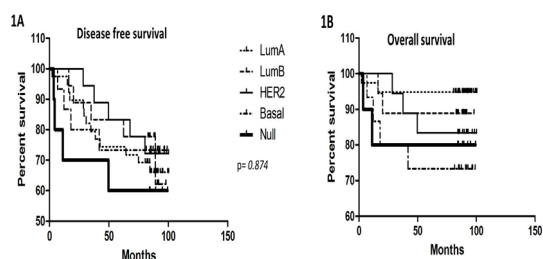 1A
Disease free survival
Percent survival
110
100
90
80
70
60
50
0
50
100
150
Months
LumA
LumB
HER2
Basal
Null
p= 0.874
1B
Overall survival
Percent survival
110
100
90
80
70
60
0
50
100
150
Months